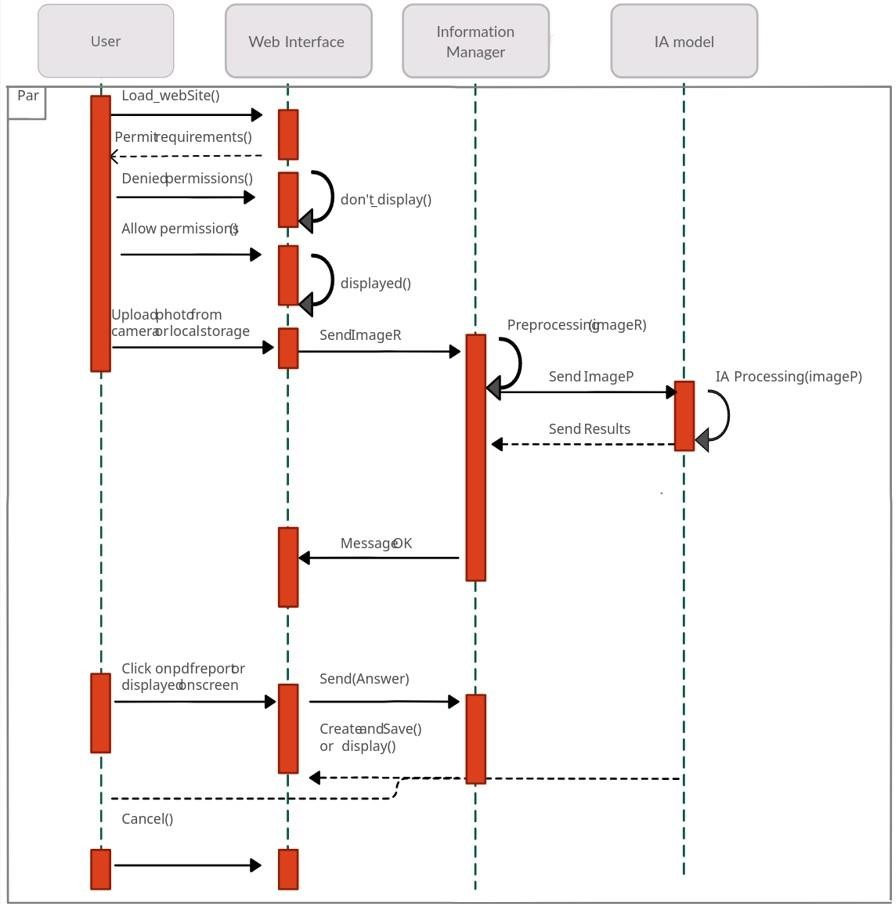 User
Web Interface
Information
Manager
IA model
Par
Load_webSite()
Permit requirements()
Denied permissions()
don't_display()
Allow permissions()
displayed()
Upload photo from
camera or local storage
SendImageR
Preprocessing(imageR)
Send ImageP
IA Processing(imageP)
Send Results
Message OK
Click on pdf report or
displayed on screen
Send(Answer)
Create and Save()
or display()
Cancel()